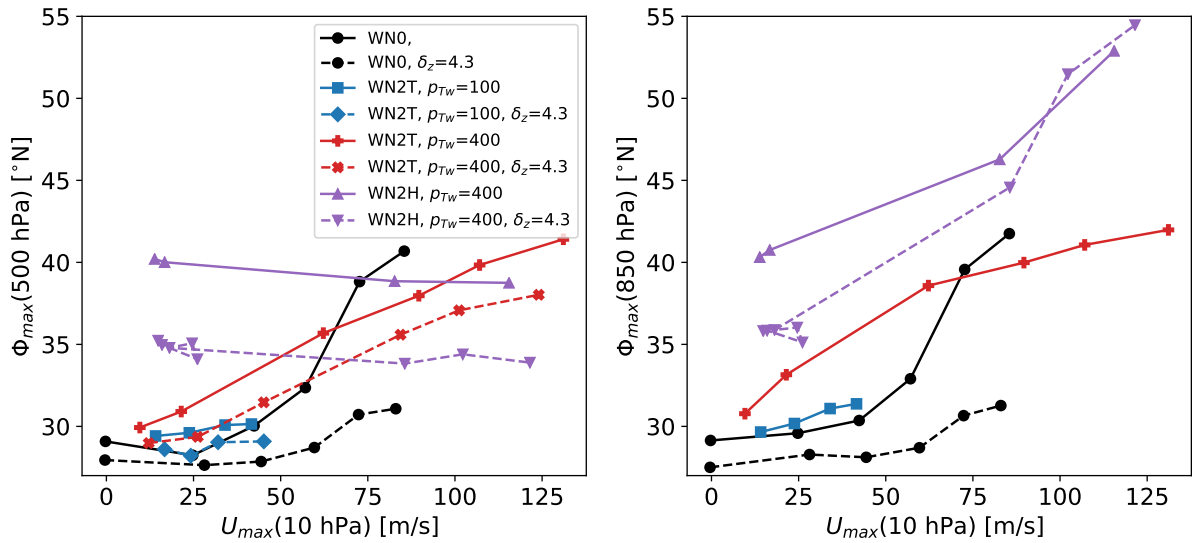 55
50
45
40
35
30
Φmax(500 hPa) [°N]
0 25 50 75 100 125
Umax(10 hPa) [m/s]
WN0,
WN0, δz=4.3
WN2T, pTw=100
WN2T, pTw=100, δz=4.3
WN2T, pTw=400
WN2T, pTw=400, δz=4.3
WN2H, pTw=400
WN2H, pTw=400, δz=4.3
55
50
45
40
35
30
Φmax(850 hPa) [°N]
0 25 50 75 100 125
Umax(10 hPa) [m/s]